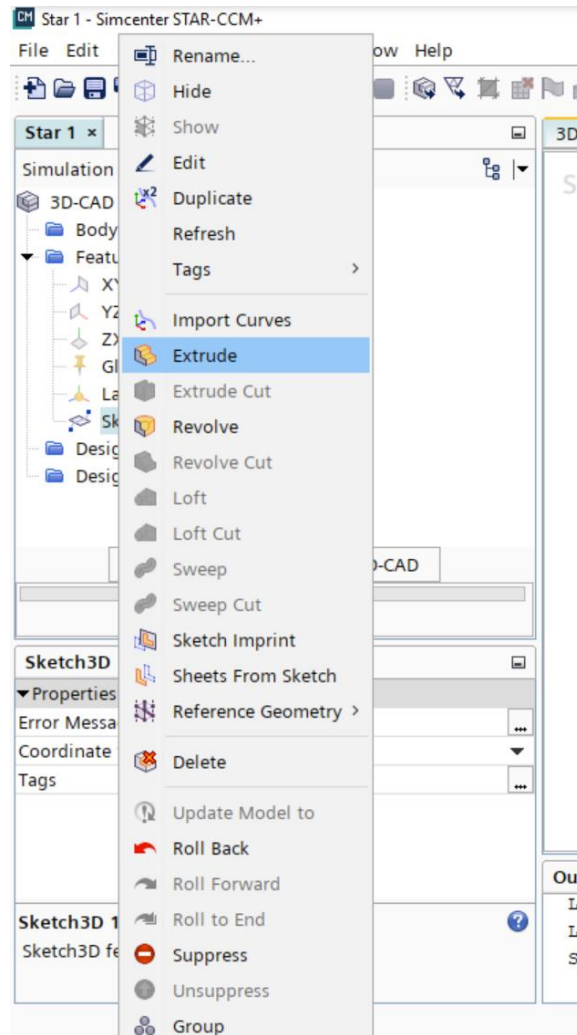 Star 1 - Simcenter STAR-CCM+
File Edit ow Help
Star 1 ×
3D
Simulation
S
3D-CAD
Body
Featu
XY
YZ
ZX
Gl
La
Sk
Desig
Desig
Rename...
Hide
Show
Edit
Duplicate
Refresh
Tags
Import Curves
Extrude
Extrude Cut
Revolve
Revolve Cut
Loft
Loft Cut
Sweep
Sweep Cut
Sketch Imprint
Sheets From Sketch
Reference Geometry
Delete
Update Model to
Roll Back
Roll Forward
Roll to End
Suppress
Unsuppress
Group
D-CAD
Sketch3D
Properties
Error Messa
Coordinate
Tags
Sketch3D 1
Sketch3D fe
Ou